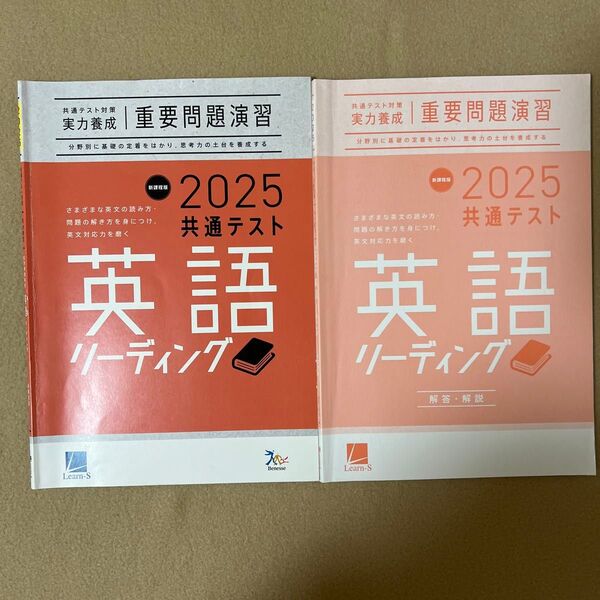 共通テスト対策
実力養成
重要問題演習
分野別に基礎の定着をはかり、思考力の土台を養成する
新課程版
2025
共通テスト
さまざまな英文の読み方・
問題の解き方を身につけ、
英文対応力を磨く
英語
リーディング
Learn-S
Benesse
共通テスト対策
実力養成
重要問題演習
分野別に基礎の定着をはかり、思考力の土台を養成する
新課程版
2025
共通テスト
さまざまな英文の読み方・
問題の解き方を身につけ、
英文対応力を磨く
英語
リーディング
解答・解説
Learn-S